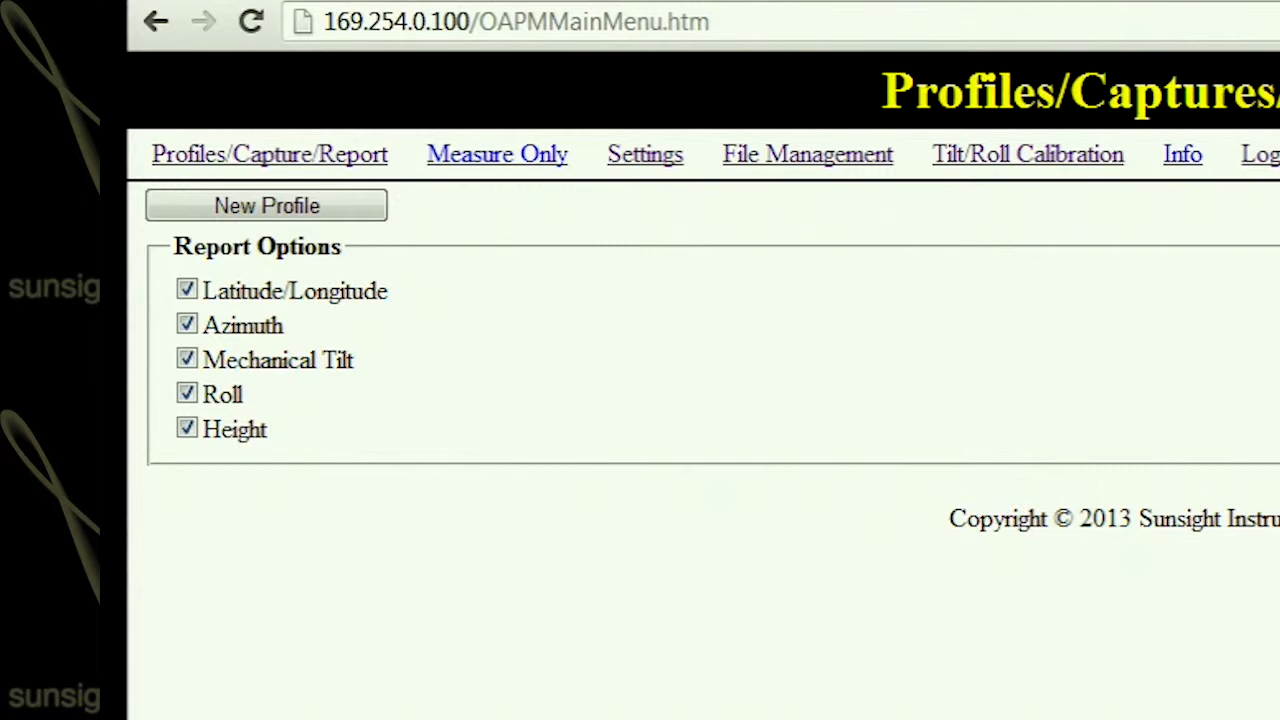 169.254.0.100/OAPMMainMenu.htm
Profiles/Captures/
Profiles/Capture/Report Measure Only Settings File Management Tilt/Roll Calibration Info Log
New Profile
Report Options
Latitude/Longitude
sunsig
Azimuth
Mechanical Tilt
Roll
Height
Copyright © 2013 Sunsight Instru
sunsig